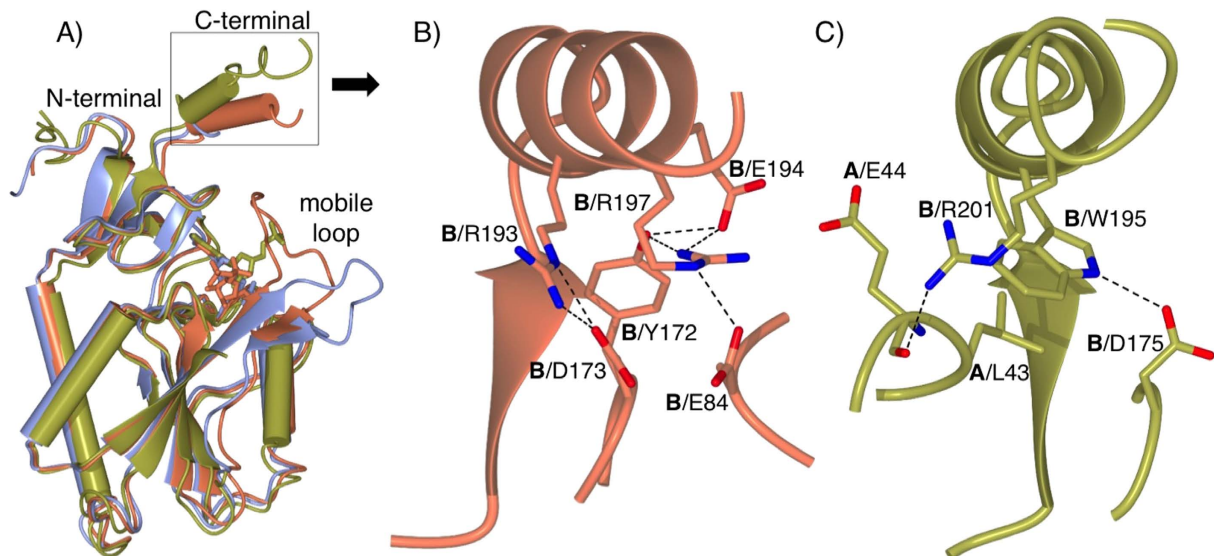 A)
C-terminal
N-terminal
mobile
loop
B)
B/E194
B/R197
B/R193
B/Y172
B/D173
B/E84
C)
A/E44
B/R201
B/W195
B/D175
A/L43